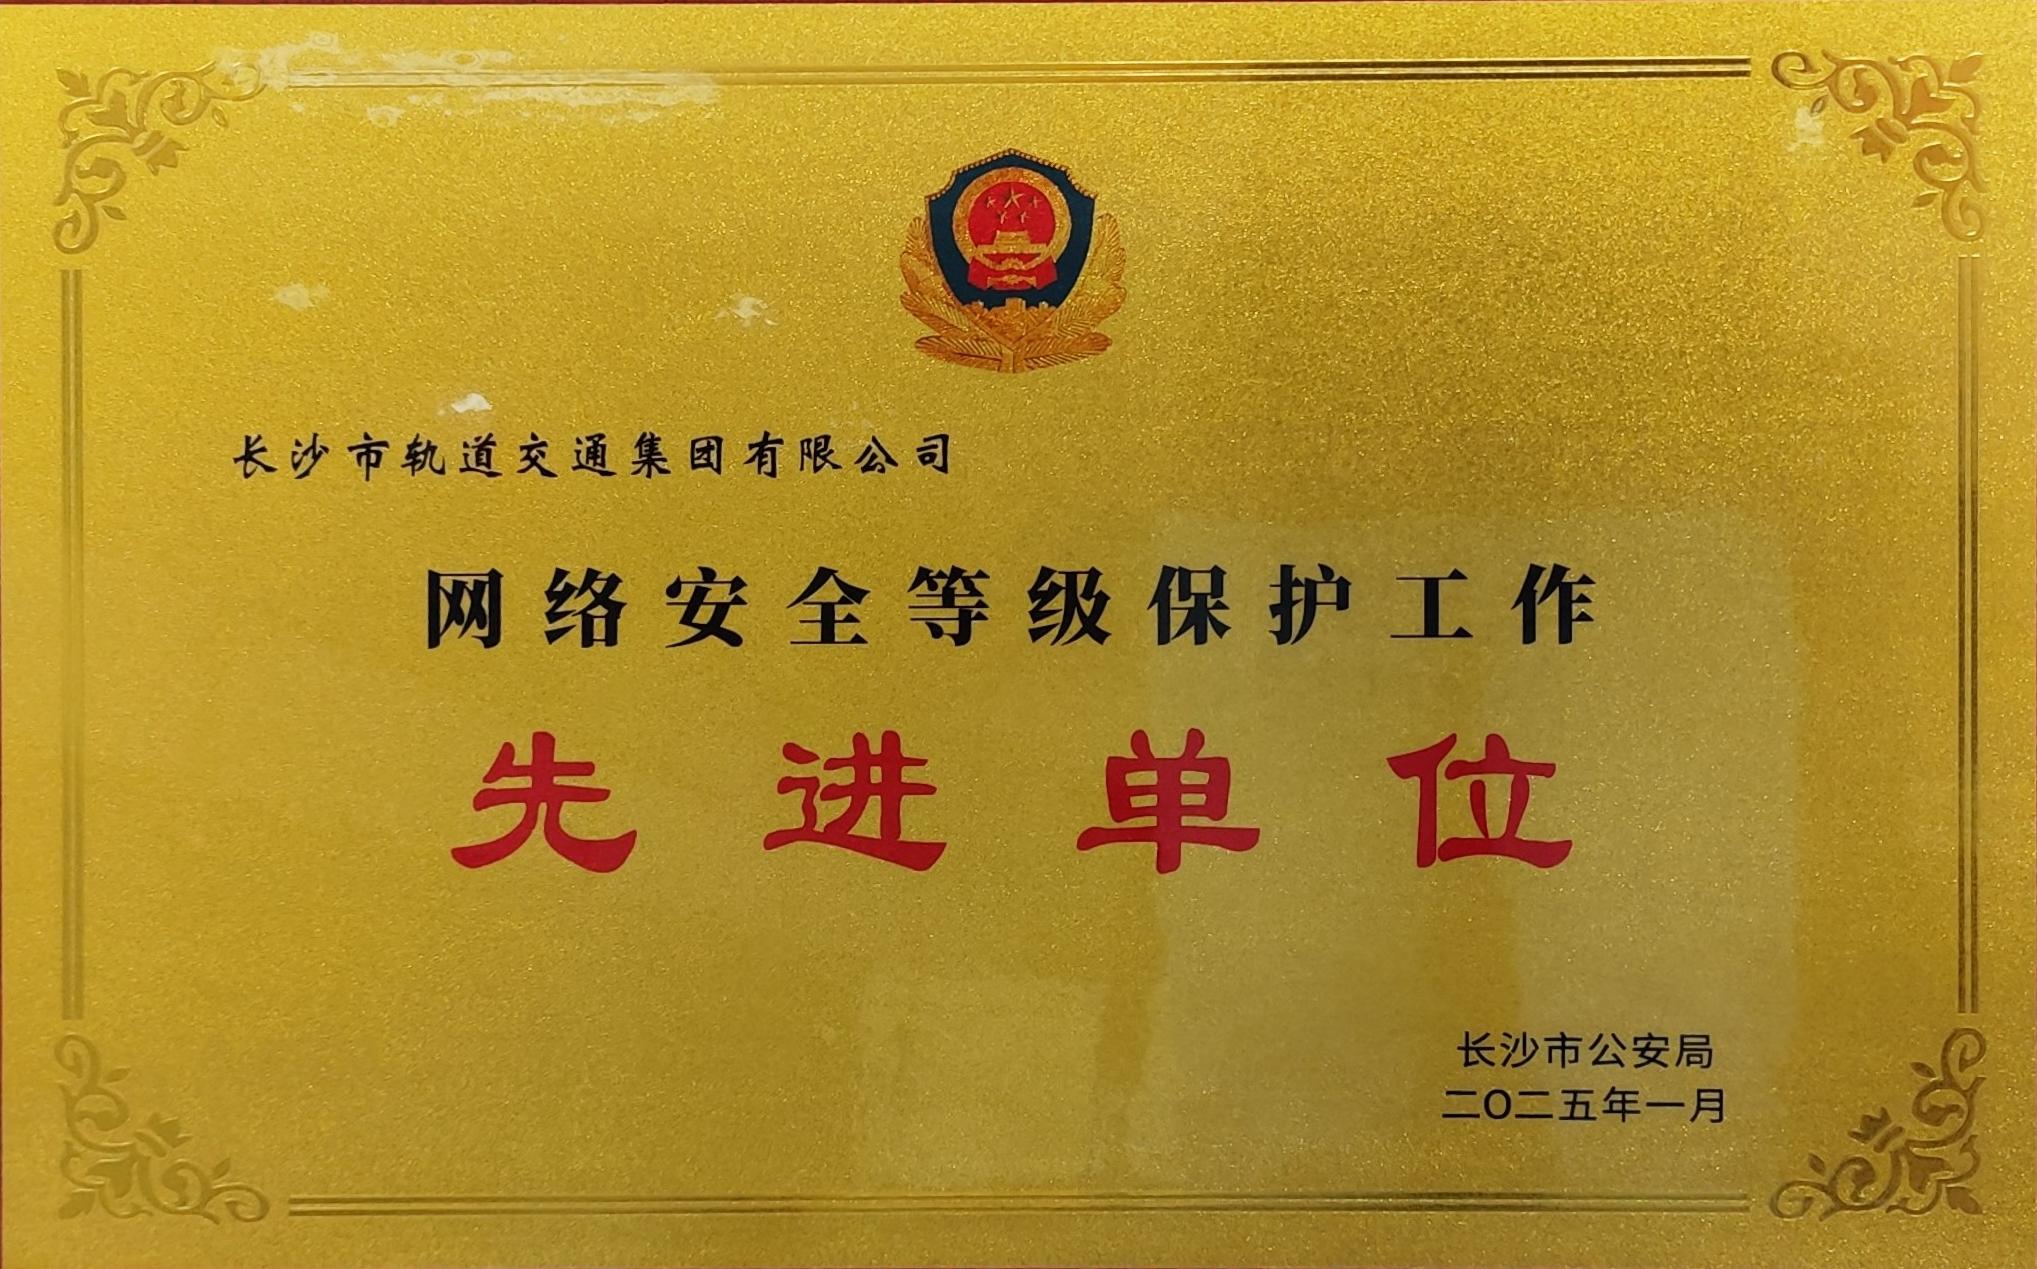 长沙市轨道交通集团有限公司
网络安全等级保护工作
先进单位
长沙市公安局
二〇二五年一月